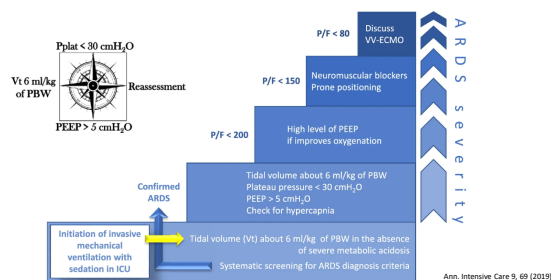 P/F < 80
Discuss
VV-ECMO
Pplat < 30 cmH2O
Vt 6 ml/kg
of PBW
Reassessment
PEEP > 5 cmH2O
P/F < 150
Neuromuscular blockers
Prone positioning
P/F < 200
High level of PEEP
if improves oxygenation
Confirmed
ARDS
Tidal volume about 6 ml/kg of PBW
Plateau pressure < 30 cmH2O
PEEP > 5 cmH2O
Check for hypercapnia
Initiation of invasive
mechanical
ventilation with
sedation in ICU
Tidal volume (Vt) about 6 ml/kg of PBW in the absence
of severe metabolic acidosis
Systematic screening for ARDS diagnosis criteria
ARDS severity
Ann. Intensive Care 9, 69 (2019)